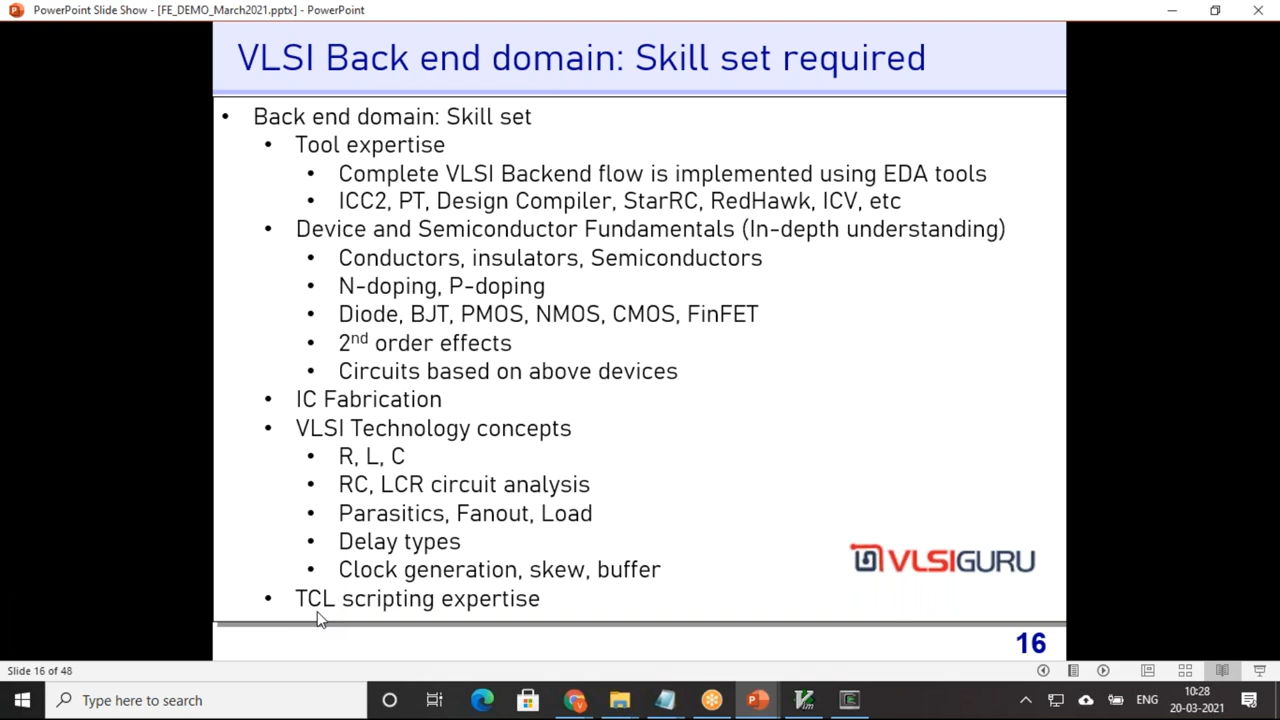 PowerPoint Slide Show - [FE_DEMO_March2021.pptx] - PowerPoint
VLSI Back end domain: Skill set required
• Back end domain: Skill set
• Tool expertise
• Complete VLSI Backend flow is implemented using EDA tools
• ICC2, PT, Design Compiler, StarRC, RedHawk, ICV, etc
• Device and Semiconductor Fundamentals (In-depth understanding)
• Conductors, insulators, Semiconductors
• N-doping, P-doping
• Diode, BJT, PMOS, NMOS, CMOS, FinFET
• 2nd order effects
• Circuits based on above devices
• IC Fabrication
• VLSI Technology concepts
• R, L, C
• RC, LCR circuit analysis
• Parasitics, Fanout, Load
• Delay types
• Clock generation, skew, buffer
• TCL scripting expertise
VLSIGURU
16
Slide 16 of 48
Type here to search
ENG
10:28
20-03-2021